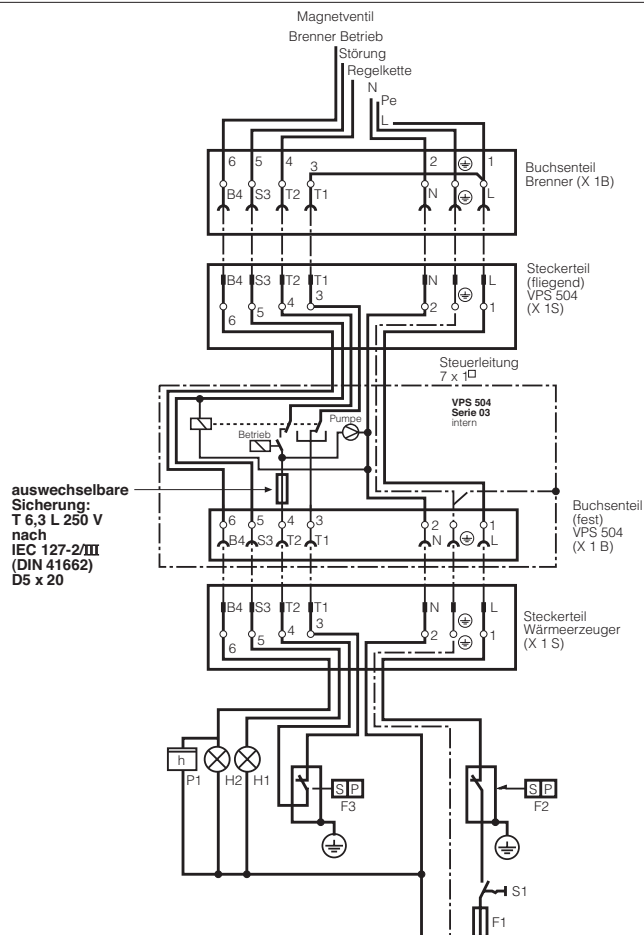 Magnetventil
Brenner Betrieb
Störung
Regelkette
N
Pe
L
6 5 4 3 2 1
B4 S3 T2 T1 N L
Buchsenteil
Brenner (X 1B)
B4 S3 T2 T1 N L
6 5 4 3 2 1
Steckerteil
(fliegend)
VPS 504
(X 1S)
Steuerleitung
7 x 1
VPS 504
Serie 03
intern
Pumpe
Betrieb
auswechselbare
Sicherung:
T 6,3 L 250 V
nach
IEC 127-2/III
(DIN 41662)
D5 x 20
6 5 4 3 2 1
B4 S3 T2 T1 N L
Buchsenteil
(fest)
VPS 504
(X 1 B)
B4 S3 T2 T1 N L
6 5 4 3 2 1
Steckerteil
Wärmeerzeuger
(X 1 S)
h
P1 H2 H1
S P
F3
S P
F2
S1
F1